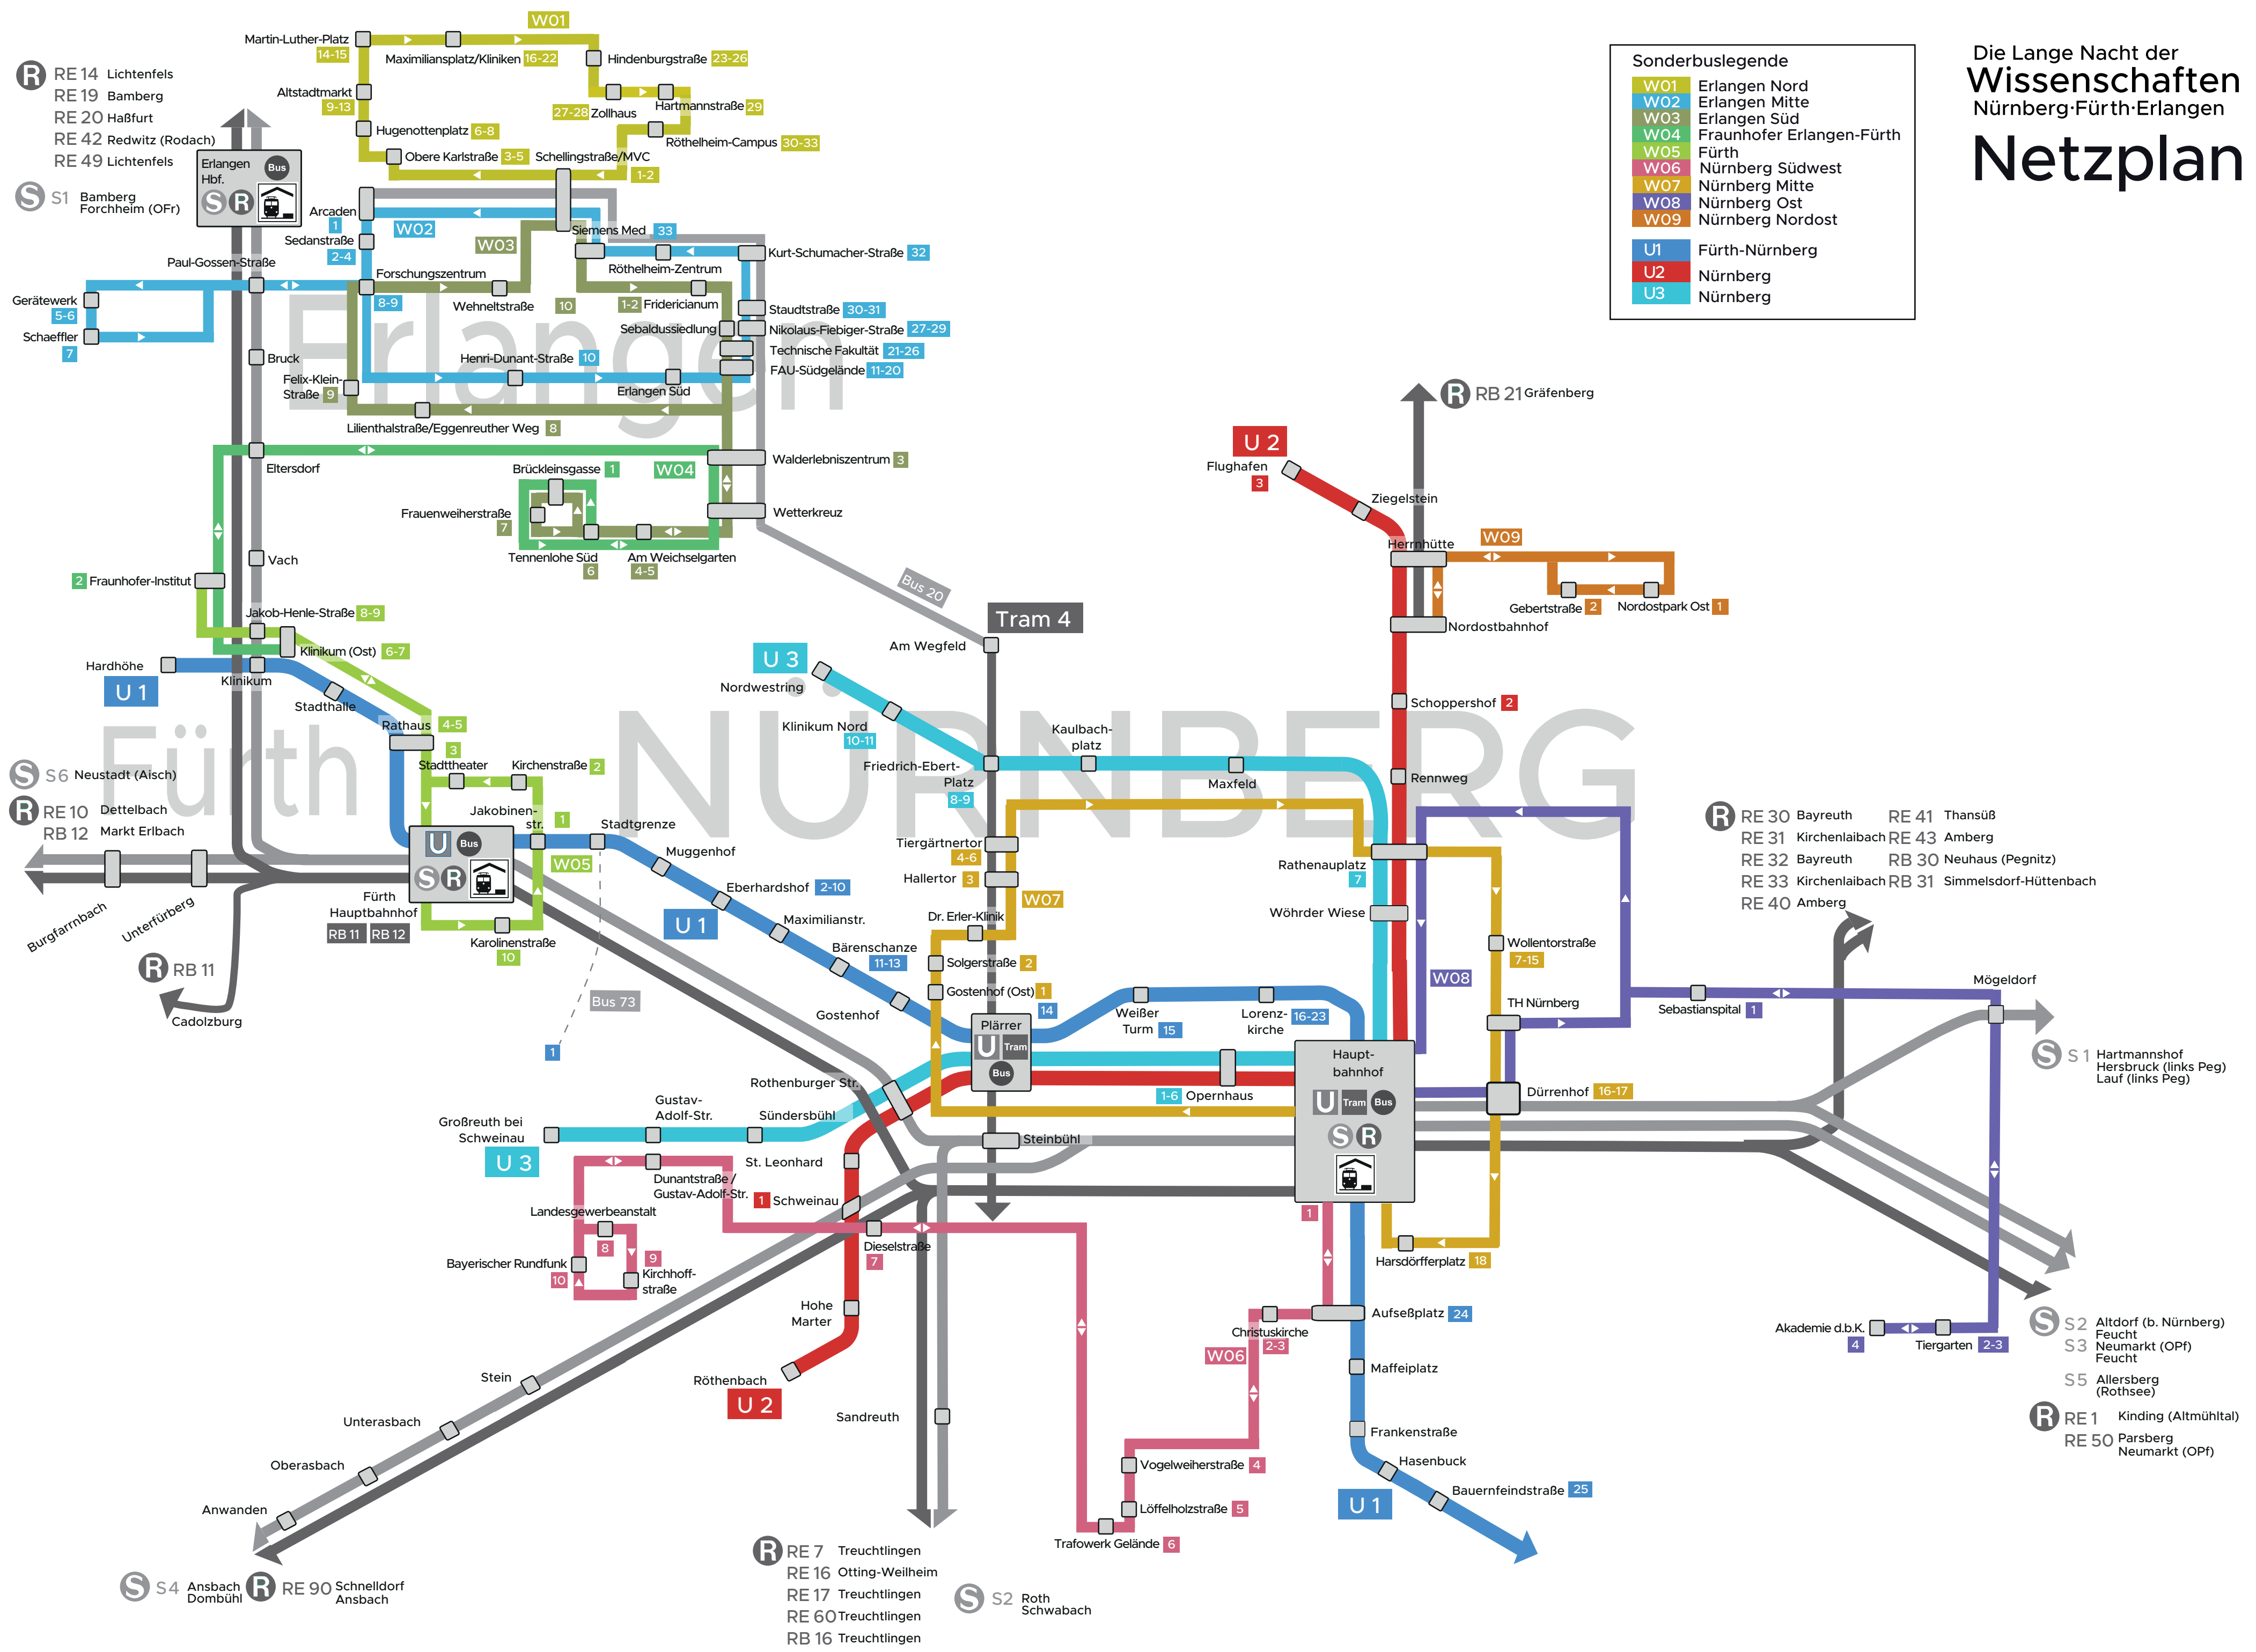 Die Lange Nacht der
Wissenschaften
Nürnberg·Fürth·Erlangen
Netzplan
Sonderbuslegende
W01 Erlangen Nord
W02 Erlangen Mitte
W03 Erlangen Süd
W04 Fraunhofer Erlangen-Fürth
W05 Fürth
W06 Nürnberg Südwest
W07 Nürnberg Mitte
W08 Nürnberg Ost
W09 Nürnberg Nordost
U1 Fürth-Nürnberg
U2 Nürnberg
U3 Nürnberg
R RE 14 Lichtenfels
RE 19 Bamberg
RE 20 Haßfurt
RE 42 Redwitz (Rodach)
RE 49 Lichtenfels
S S1 Bamberg
Forchheim (OFr)
Erlangen
Hbf.
Bus
S R
W01
Martin-Luther-Platz
14-15
Maximiliansplatz/Kliniken 16-22
Hindenburgstraße 23-26
Altstadtmarkt
9-13
27-28 Zollhaus
Hartmannstraße 29
Hugenottenplatz 6-8
Röthelheim-Campus 30-33
Obere Karlstraße 3-5
Schellingstraße/MVC
1-2
Arcaden
1
W02
Sedanstraße
2-4
W03
Siemens Med 33
Kurt-Schumacher-Straße 32
Röthelheim-Zentrum
Paul-Gossen-Straße
Forschungszentrum
8-9
Wehneltstraße
10
1-2 Fridericianum
Gerätewerk
5-6
Schaeffler
7
Staudtstraße 30-31
Sebaldussiedlung
Nikolaus-Fiebiger-Straße 27-29
Technische Fakultät 21-26
FAU-Südgelände 11-20
Erlangen
Bruck
Henri-Dunant-Straße 10
Felix-Klein-
Straße 9
Erlangen Süd
Lilienthalstraße/Eggenreuther Weg 8
Eltersdorf
W04
Walderlebniszentrum 3
Brückleinsgasse 1
Frauenweiherstraße
7
Wetterkreuz
Tennenlohe Süd
6
Am Weichselgarten
4-5
Vach
2 Fraunhofer-Institut
Jakob-Henle-Straße 8-9
Klinikum (Ost) 6-7
Hardhöhe
U 1
Klinikum
Stadthalle
Rathaus 4-5
3
Stadttheater
Kirchenstraße 2
Fürth
Jakobinen-
str. 1
W05
U Bus
S R
Fürth
Hauptbahnhof
RB 11 RB 12
Karolinenstraße
10
S S6 Neustadt (Aisch)
R RE 10 Dettelbach
RB 12 Markt Erlbach
Burgfarrnbach
Unterfürberg
R RB 11
Cadolzburg
Stadtgrenze
Muggenhof
Eberhardshof 2-10
U 1
Maximilianstr.
Bärenschanze
11-13
Gostenhof
Bus 73
1
Bus 20
Tram 4
Am Wegfeld
U 3
Nordwestring
Klinikum Nord
10-11
Friedrich-Ebert-
Platz
8-9
Kaulbach-
platz
Maxfeld
NÜRNBERG
Tiergärtnertor
4-6
Hallertor 3
W07
Dr. Erler-Klinik
Solgerstraße 2
Gostenhof (Ost) 1
14
Plärrer
U Tram
Bus
Weißer
Turm 15
Lorenz-
kirche
16-23
1-6 Opernhaus
Haupt-
bahnhof
U Tram Bus
S R
1
U 2
Flughafen
3
Ziegelstein
R RB 21 Gräfenberg
Herrnhütte
W09
Gebertstraße 2
Nordostpark Ost 1
Nordostbahnhof
Schoppershof 2
Rennweg
Rathenauplatz
7
Wöhrder Wiese
Wollentorstraße
7-15
W08
TH Nürnberg
Sebastianspital 1
Mögeldorf
Dürrenhof 16-17
Harsdörfferplatz 18
R RE 30 Bayreuth RE 41 Thansüß
RE 31 Kirchenlaibach RE 43 Amberg
RE 32 Bayreuth RB 30 Neuhaus (Pegnitz)
RE 33 Kirchenlaibach RB 31 Simmelsdorf-Hüttenbach
RE 40 Amberg
S S 1 Hartmannshof
Hersbruck (links Peg)
Lauf (links Peg)
Akademie d.b.K.
4
Tiergarten 2-3
S S 2 Altdorf (b. Nürnberg)
Feucht
S 3 Neumarkt (OPf)
Feucht
S 5 Allersberg
(Rothsee)
R RE 1 Kinding (Altmühltal)
RE 50 Parsberg
Neumarkt (OPf)
Rothenburger Str.
Gustav-
Adolf-Str.
Sündersbühl
Großreuth bei
Schweinau
U 3
Steinbühl
St. Leonhard
Dunantstraße /
Gustav-Adolf-Str.
1 Schweinau
Landesgewerbeanstalt
8
Bayerischer Rundfunk
10
9
Kirchhoff-
straße
Dieselstraße
7
Hohe
Marter
Röthenbach
U 2
Sandreuth
Stein
Unterasbach
Oberasbach
Anwanden
Aufseßplatz 24
Christuskirche
2-3
W06
Maffeiplatz
Frankenstraße
Hasenbuck
Bauernfeindstraße 25
U 1
Vogelweiherstraße 4
Löffelholzstraße 5
Trafowerk Gelände 6
S S4 Ansbach
Dombühl
R RE 90 Schnelldorf
Ansbach
R RE 7 Treuchtlingen
RE 16 Otting-Weilheim
RE 17 Treuchtlingen
RE 60 Treuchtlingen
RB 16 Treuchtlingen
S S2 Roth
Schwabach